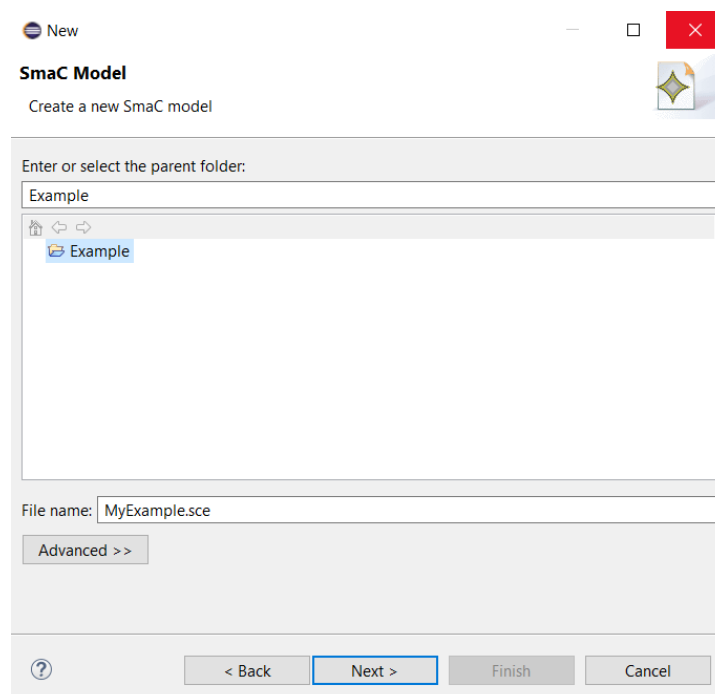 New
SmaC Model
Create a new SmaC model
Enter or select the parent folder:
Example
Example
File name: MyExample.sce
Advanced >>
? < Back Next > Finish Cancel